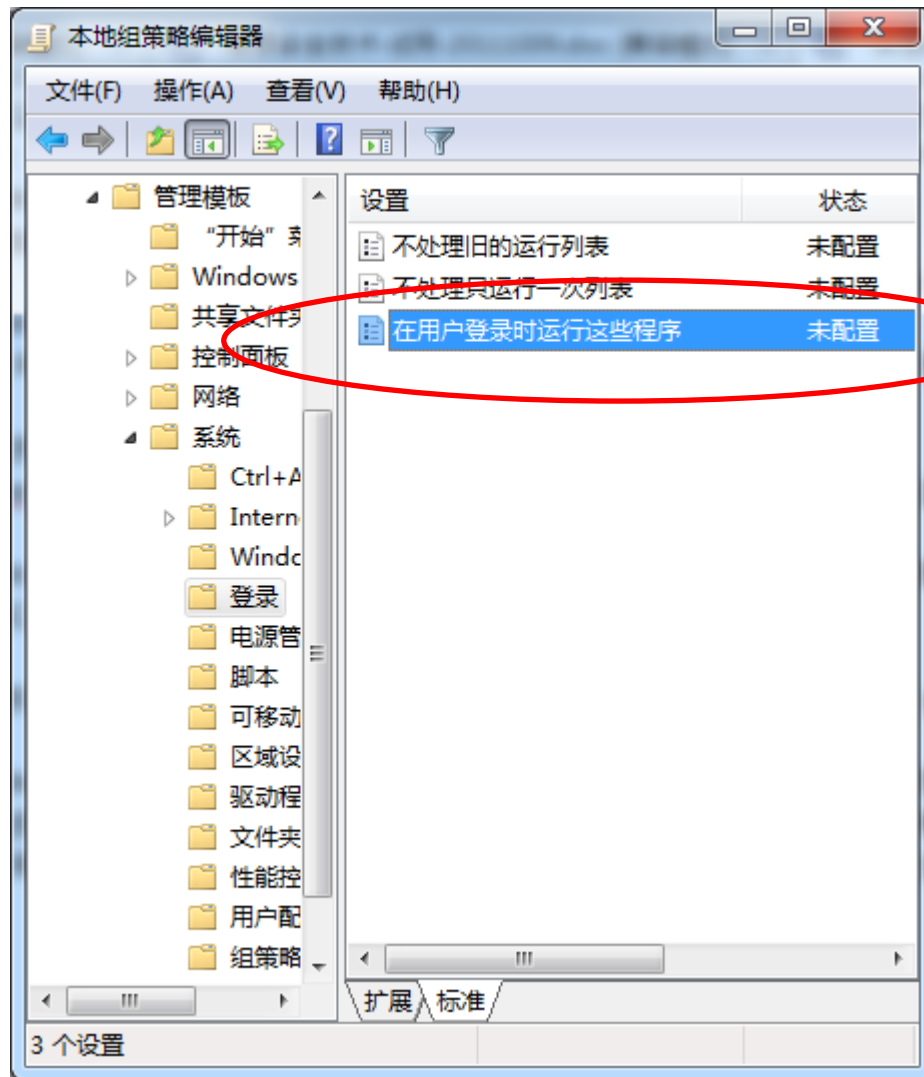 本地组策略编辑器
文件(F) 操作(A) 查看(V) 帮助(H)
管理模板
“开始”
Windows
共享文件夹
控制面板
网络
系统
Ctrl+A
Intern
Windo
登录
电源管
脚本
可移动
区域设
驱动程
文件夹
性能控
用户配
组策略
设置 状态
不处理旧的运行列表 未配置
不处理只运行一次列表 未配置
在用户登录时运行这些程序 未配置
扩展 标准
3 个设置